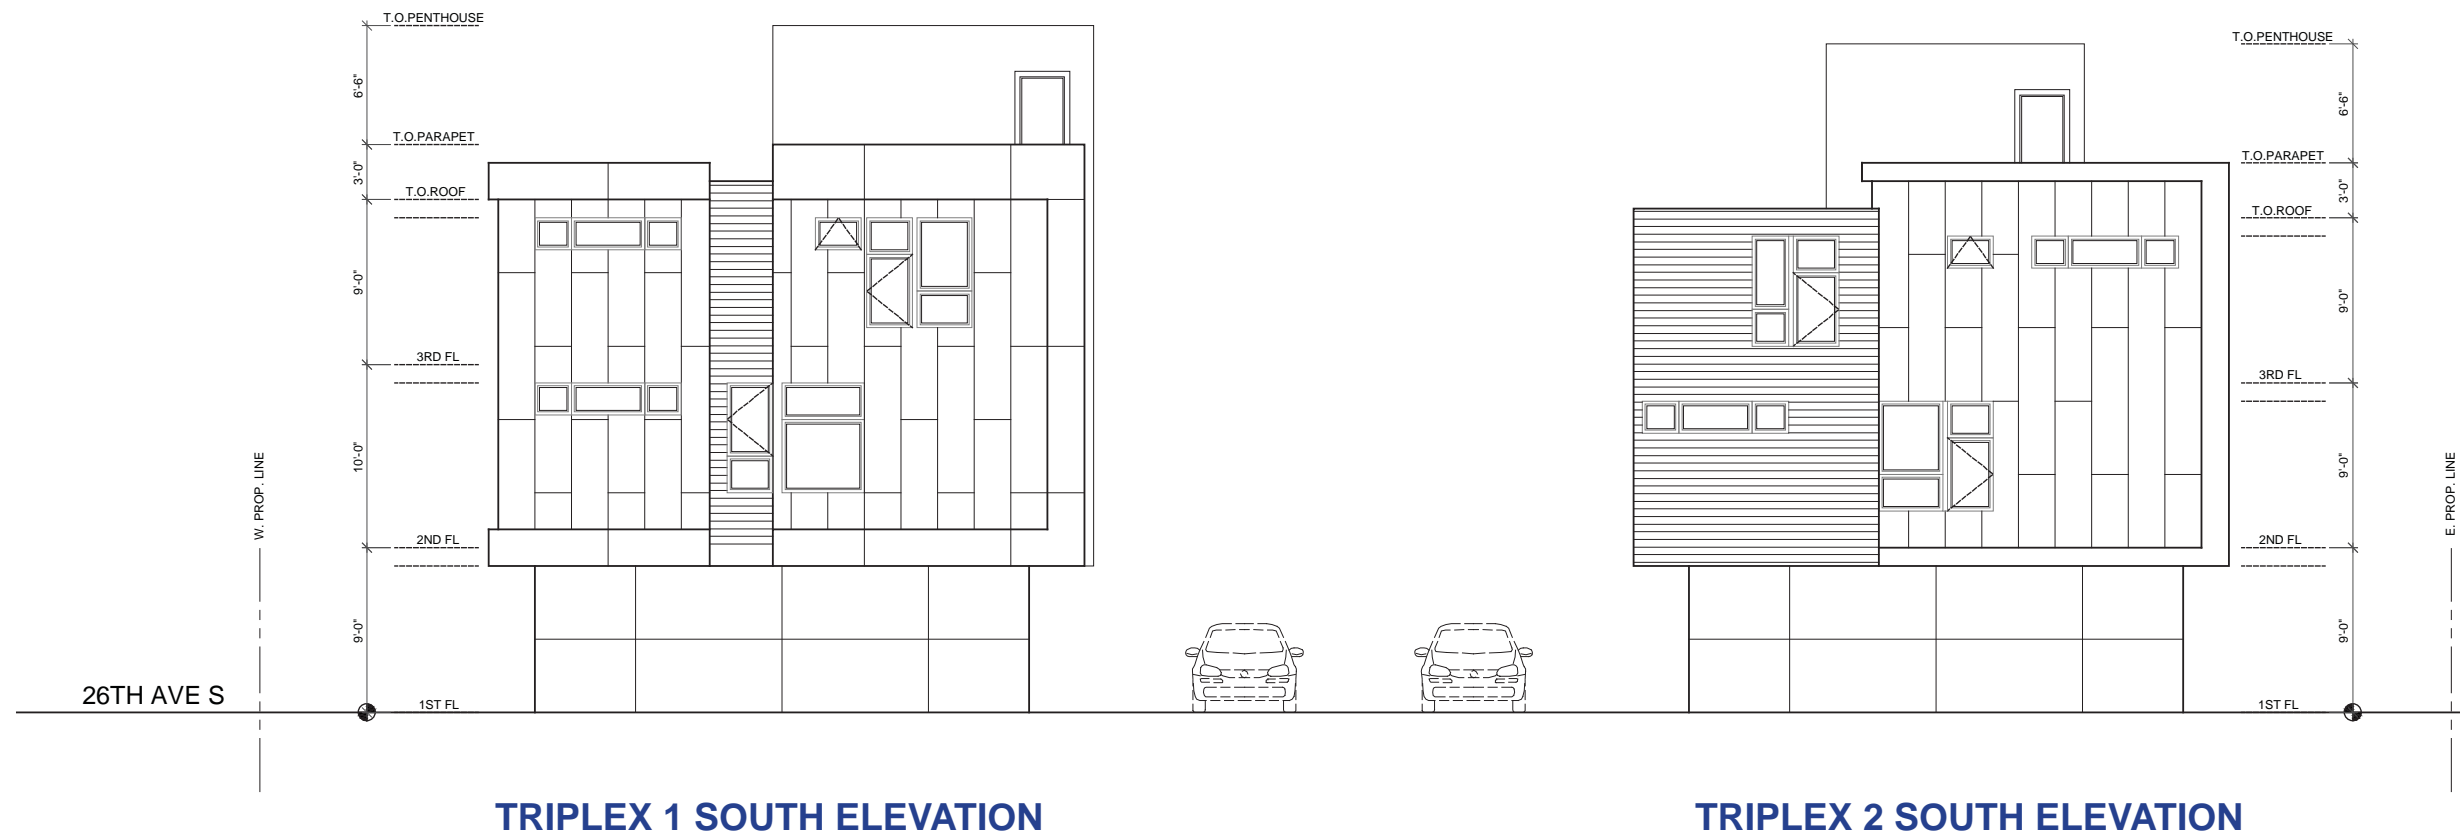 T.O.PENTHOUSE
6'-6"
T.O.PARAPET
3'-0"
T.O.ROOF
9'-0"
3RD FL
10'-0"
2ND FL
9'-0"
1ST FL
W. PROP. LINE
26TH AVE S
T.O.PENTHOUSE
6'-6"
T.O.PARAPET
3'-0"
T.O.ROOF
9'-0"
3RD FL
9'-0"
2ND FL
9'-0"
1ST FL
E. PROP. LINE
TRIPLEX 1 SOUTH ELEVATION
TRIPLEX 2 SOUTH ELEVATION